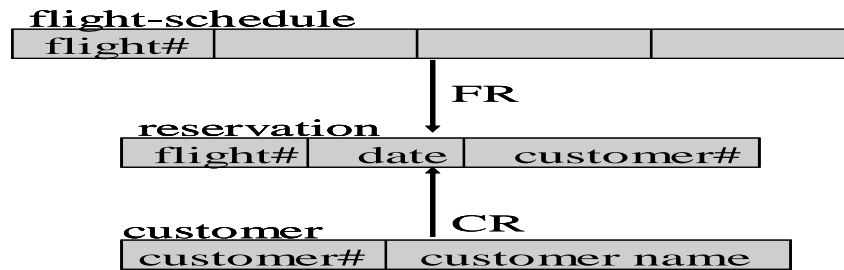 flight-schedule
flight#
FR
reservation
flight# date customer#
CR
customer
customer# customer name